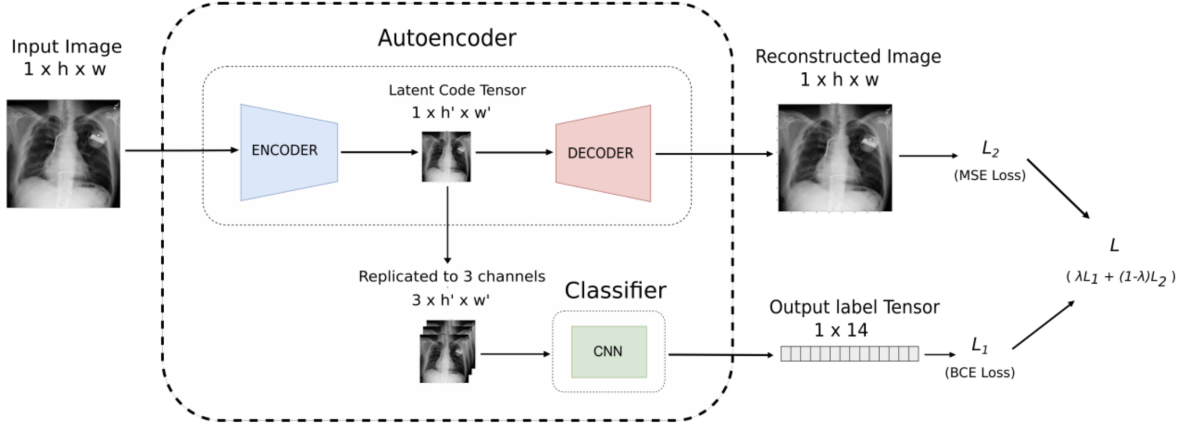 Input Image
1 x h x w
Autoencoder
Latent Code Tensor
1 x h' x w'
ENCODER
DECODER
Reconstructed Image
1 x h x w
L2
(MSE Loss)
L
( λL1 + (1-λ)L2 )
Replicated to 3 channels
3 x h' x w'
Classifier
CNN
Output label Tensor
1 x 14
L1
(BCE Loss)